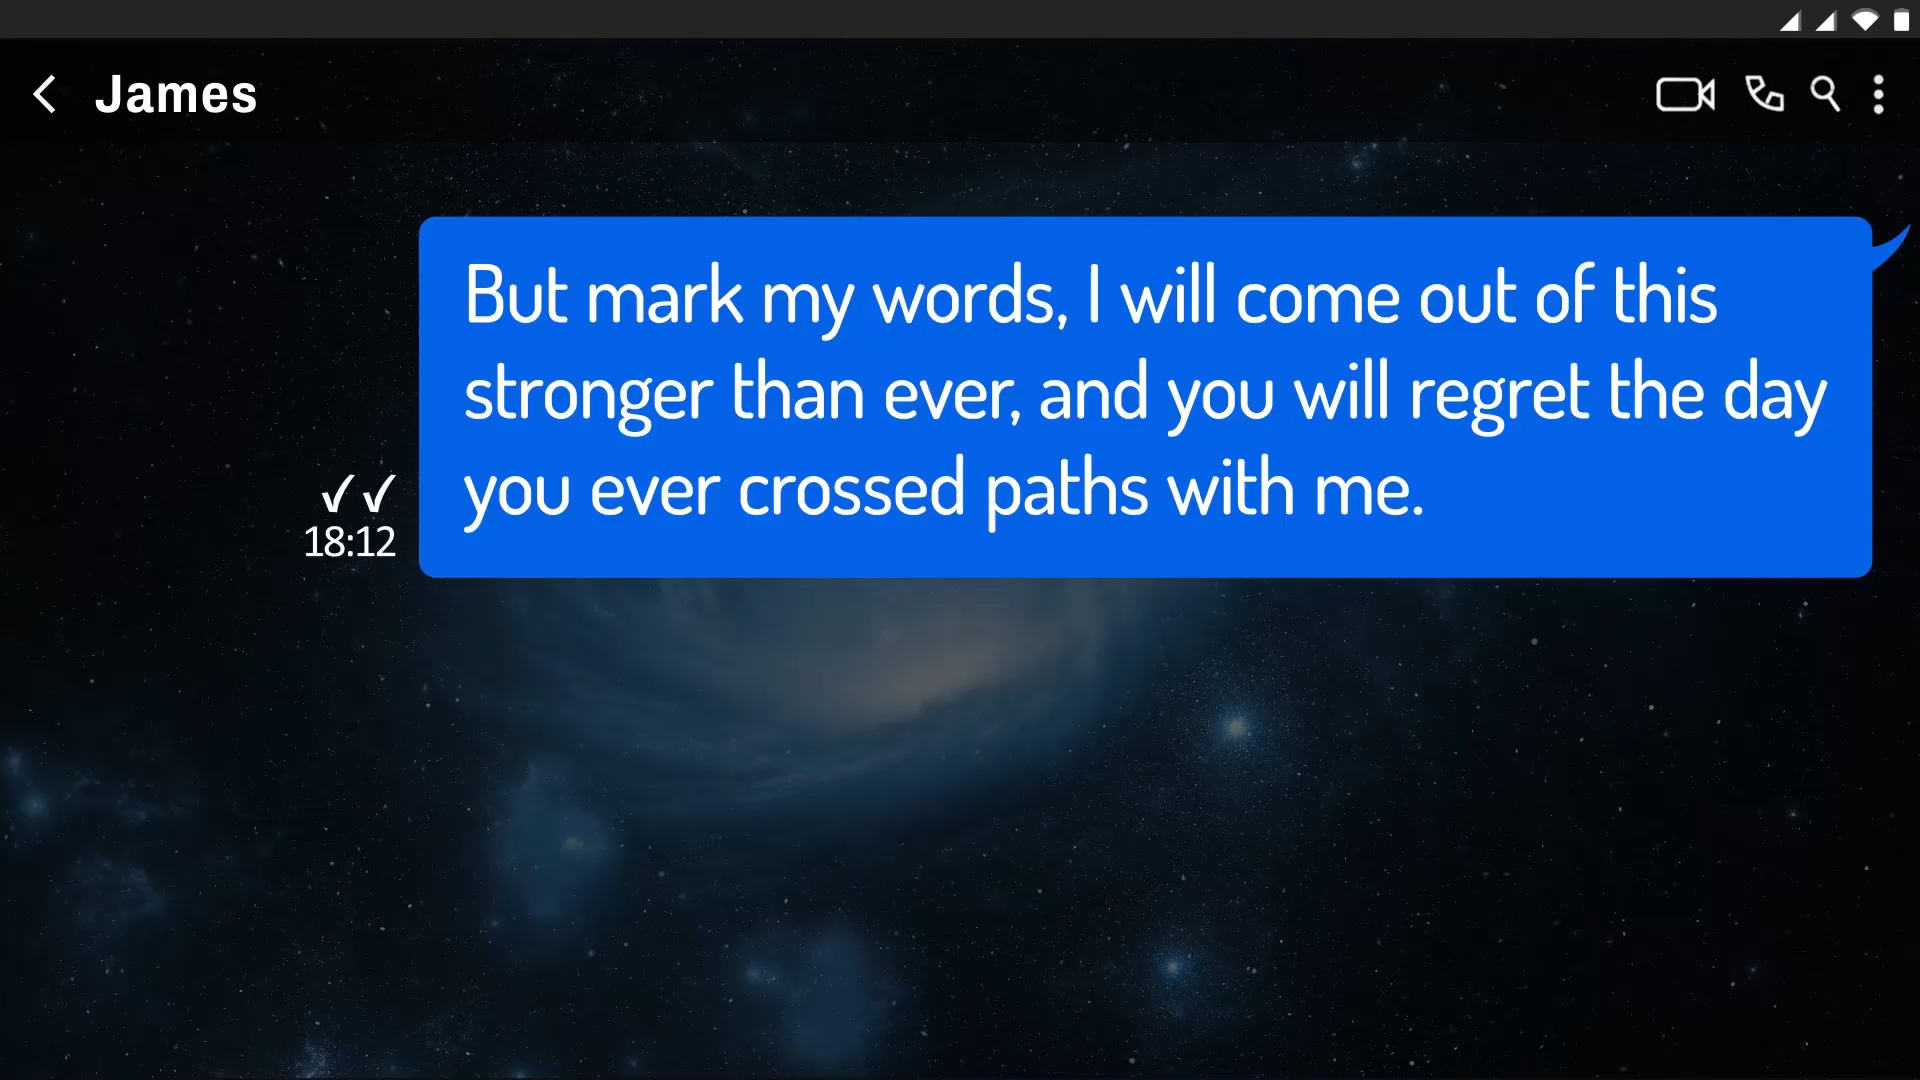 James
But mark my words, I will come out of this
stronger than ever, and you will regret the day
you ever crossed paths with me.
✓✓
18:12